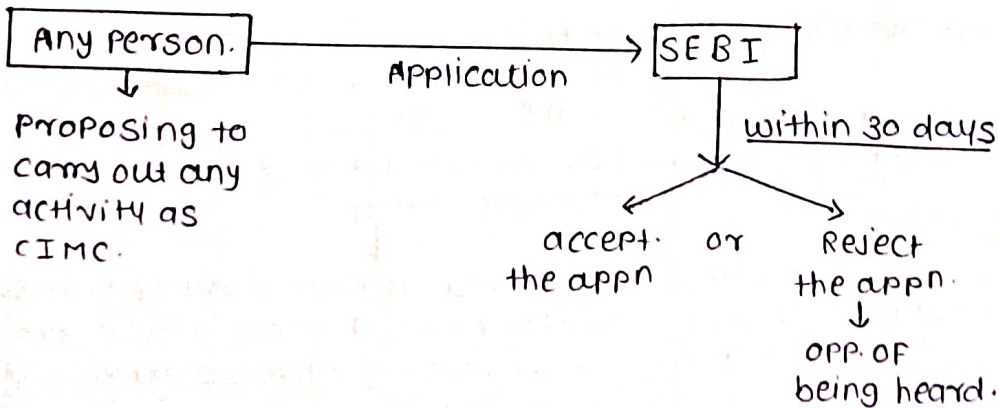 Any Person.
Application
SEBI
Proposing to
carry out any
activity as
CIMC.
within 30 days
accept. or Reject
the appn the appn.
opp. of
being heard.